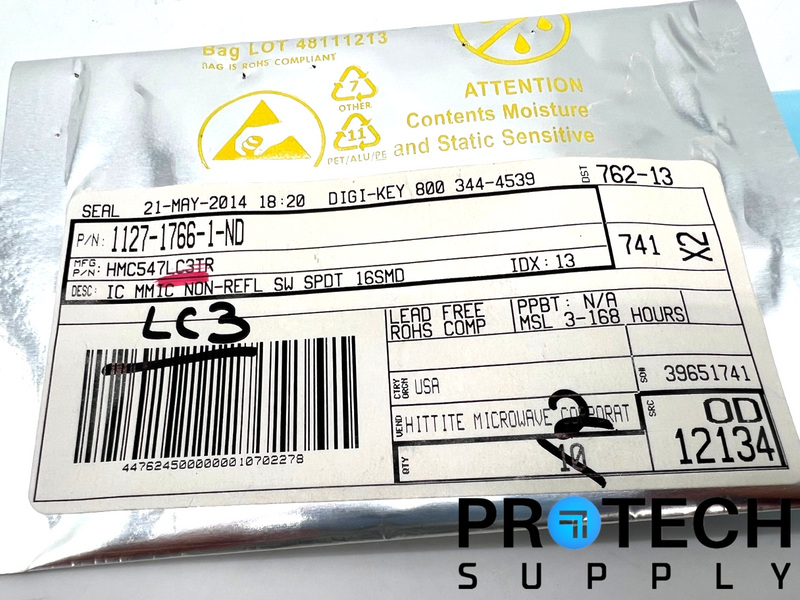 Bag LOT 48111213
BAG IS ROHS COMPLIANT
7
OTHER
11
PET/ALU/PE
ATTENTION
Contents Moisture
and Static Sensitive
SEAL 21-MAY-2014 18:20 DIGI-KEY 800 344-4539
DST 762-13
P/N: 1127-1766-1-ND
MFG P/N: HMC547LC3TR
DESC: IC MMIC NON-REFL SW SPDT 16SMD IDX: 13
741 X2
LC3
LEAD FREE
ROHS COMP
PPBT: N/A
MSL 3-168 HOURS
CTRY ORGN USA
SO# 39651741
VEND HITTITE MICROWAVE CORPORAT
SRC OD
12134
QTY 10
2
4476245000000010702278
PROTECH
SUPPLY